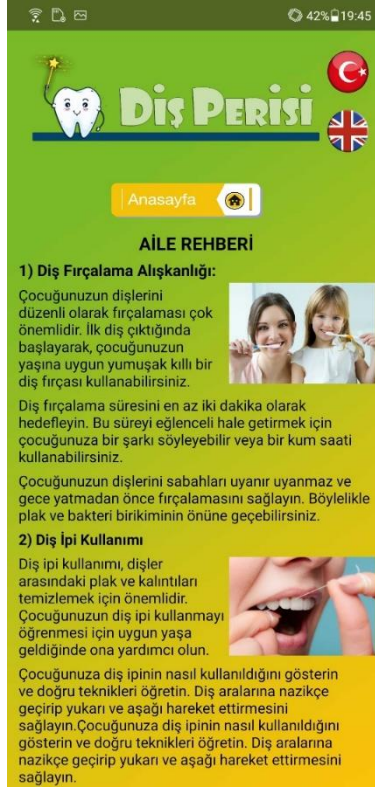 42% 19:45
Diş Perisi
Anasayfa
AİLE REHBERİ
1) Diş Fırçalama Alışkanlığı:
Çocuğunuzun dişlerini
düzenli olarak fırçalaması çok
önemlidir. İlk diş çıktığında
başlayarak, çocuğunuzun
yaşına uygun yumuşak kıllı bir
diş fırçası kullanabilirsiniz.
Diş fırçalama süresini en az iki dakika olarak
hedefleyin. Bu süreyi eğlenceli hale getirmek için
çocuğunuza bir şarkı söyleyebilir veya bir kum saati
kullanabilirsiniz.
Çocuğunuzun dişlerini sabahları uyanır uyanmaz ve
gece yatmadan önce fırçalamasını sağlayın. Böylelikle
plak ve bakteri birikiminin önüne geçebilirsiniz.
2) Diş İpi Kullanımı
Diş ipi kullanımı, dişler
arasındaki plak ve kalıntıları
temizlemek için önemlidir.
Çocuğunuzun diş ipi kullanmayı
öğrenmesi için uygun yaşa
geldiğinde ona yardımcı olun.
Çocuğunuza diş ipinin nasıl kullanıldığını gösterin
ve doğru teknikleri öğretin. Diş aralarına nazikçe
geçirip yukarı ve aşağı hareket ettirmesini
sağlayın.Çocuğunuza diş ipinin nasıl kullanıldığını
gösterin ve doğru teknikleri öğretin. Diş aralarına
nazikçe geçirip yukarı ve aşağı hareket ettirmesini
sağlayın.